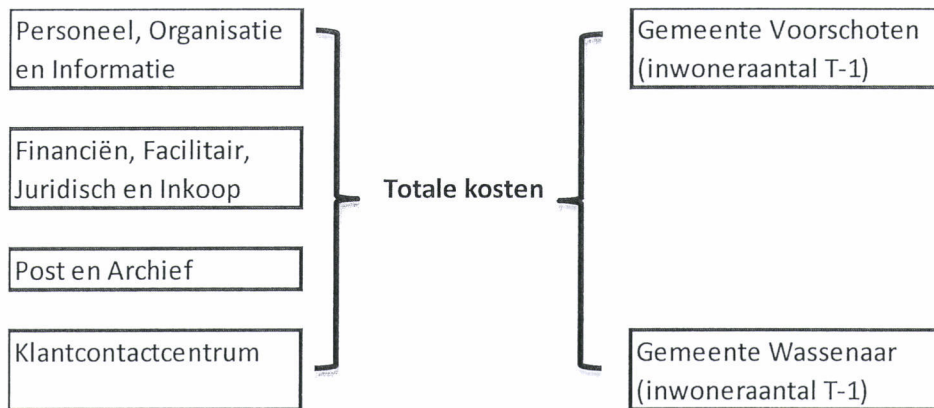 Personeel, Organisatie
en Informatie
Financiën, Facilitair,
Juridisch en Inkoop
Post en Archief
Klantcontactcentrum
Totale kosten
Gemeente Voorschoten
(inwoneraantal T-1)
Gemeente Wassenaar
(inwoneraantal T-1)